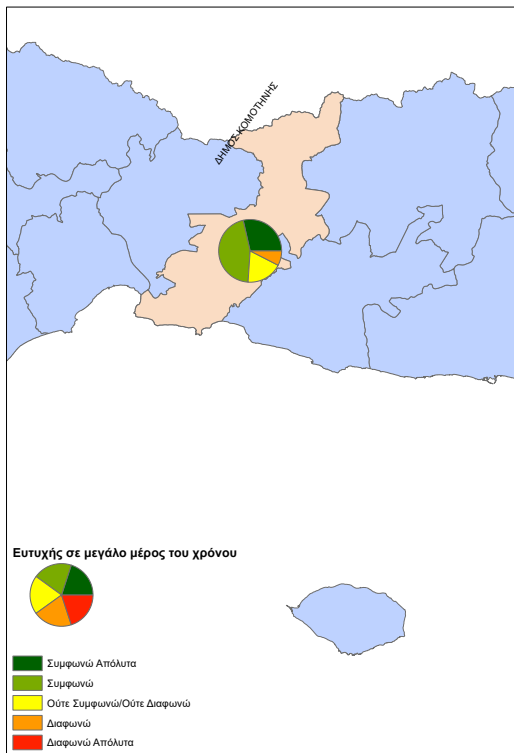 ΔΗΜΟΣ ΚΟΜΟΤΗΝΗΣ
Ευτυχής σε μεγάλο μέρος του χρόνου
Συμφωνώ Απόλυτα
Συμφωνώ
Ούτε Συμφωνώ/Ούτε Διαφωνώ
Διαφωνώ
Διαφωνώ Απόλυτα